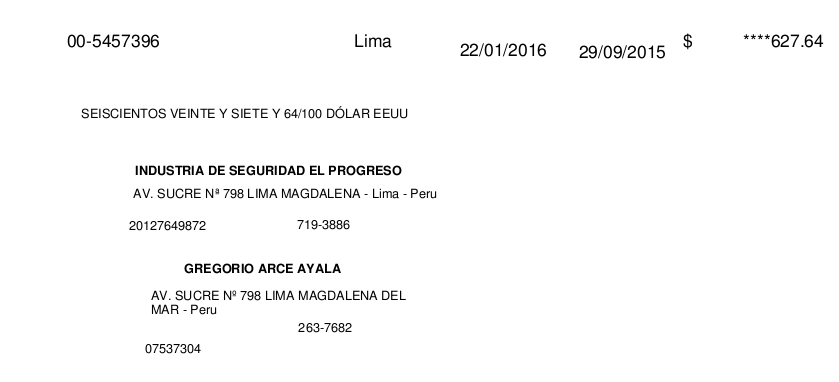 00-5457396 Lima 22/01/2016 29/09/2015 $ ****627.64
SEISCIENTOS VEINTE Y SIETE Y 64/100 DÓLAR EEUU
INDUSTRIA DE SEGURIDAD EL PROGRESO
AV. SUCRE Nª 798 LIMA MAGDALENA - Lima - Peru
20127649872 719-3886
GREGORIO ARCE AYALA
AV. SUCRE Nº 798 LIMA MAGDALENA DEL
MAR - Peru
263-7682
07537304